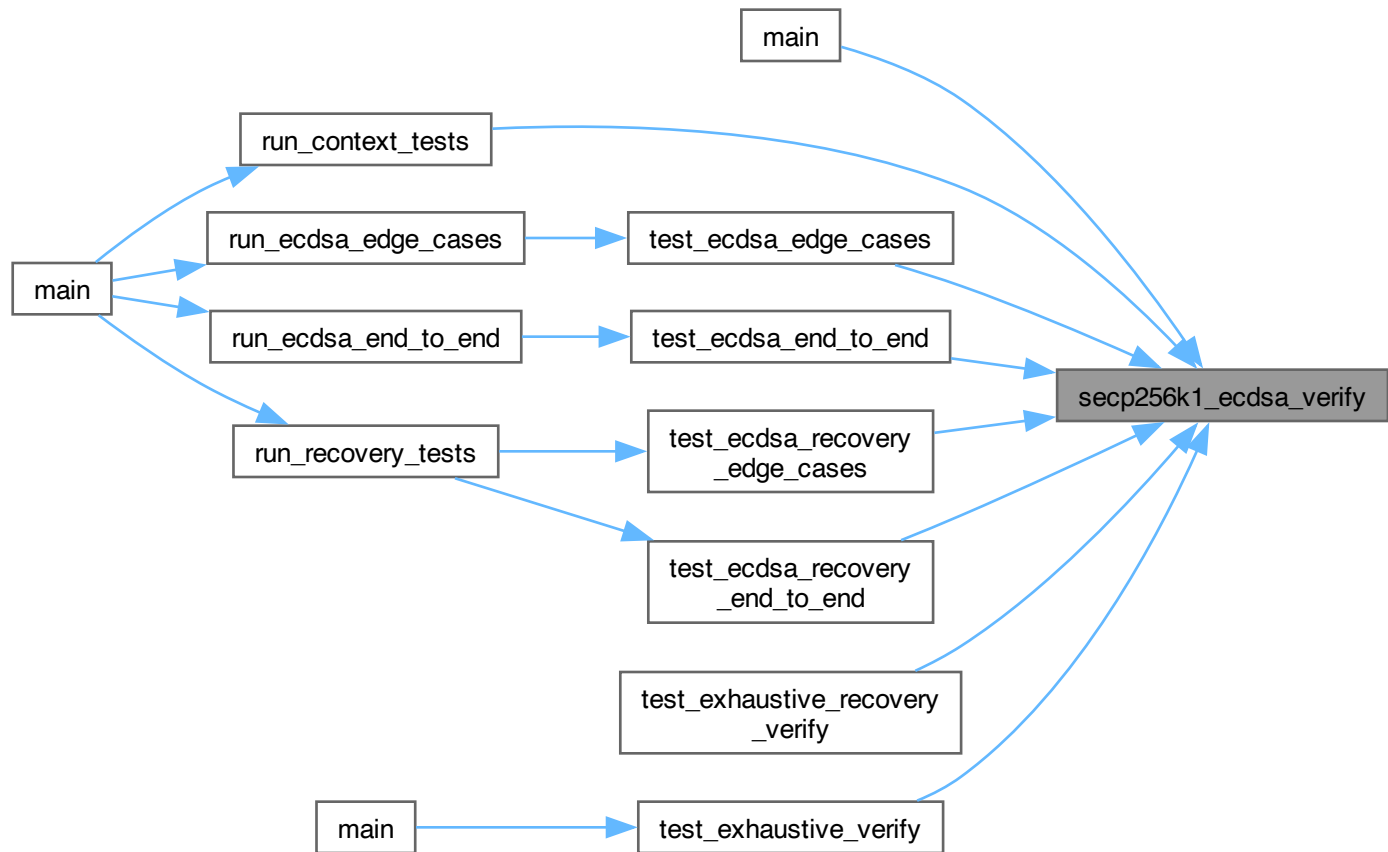 main
run_context_tests
run_ecdsa_edge_cases
test_ecdsa_edge_cases
main
run_ecdsa_end_to_end
test_ecdsa_end_to_end
secp256k1_ecdsa_verify
run_recovery_tests
test_ecdsa_recovery
_edge_cases
test_ecdsa_recovery
_end_to_end
test_exhaustive_recovery
_verify
main
test_exhaustive_verify